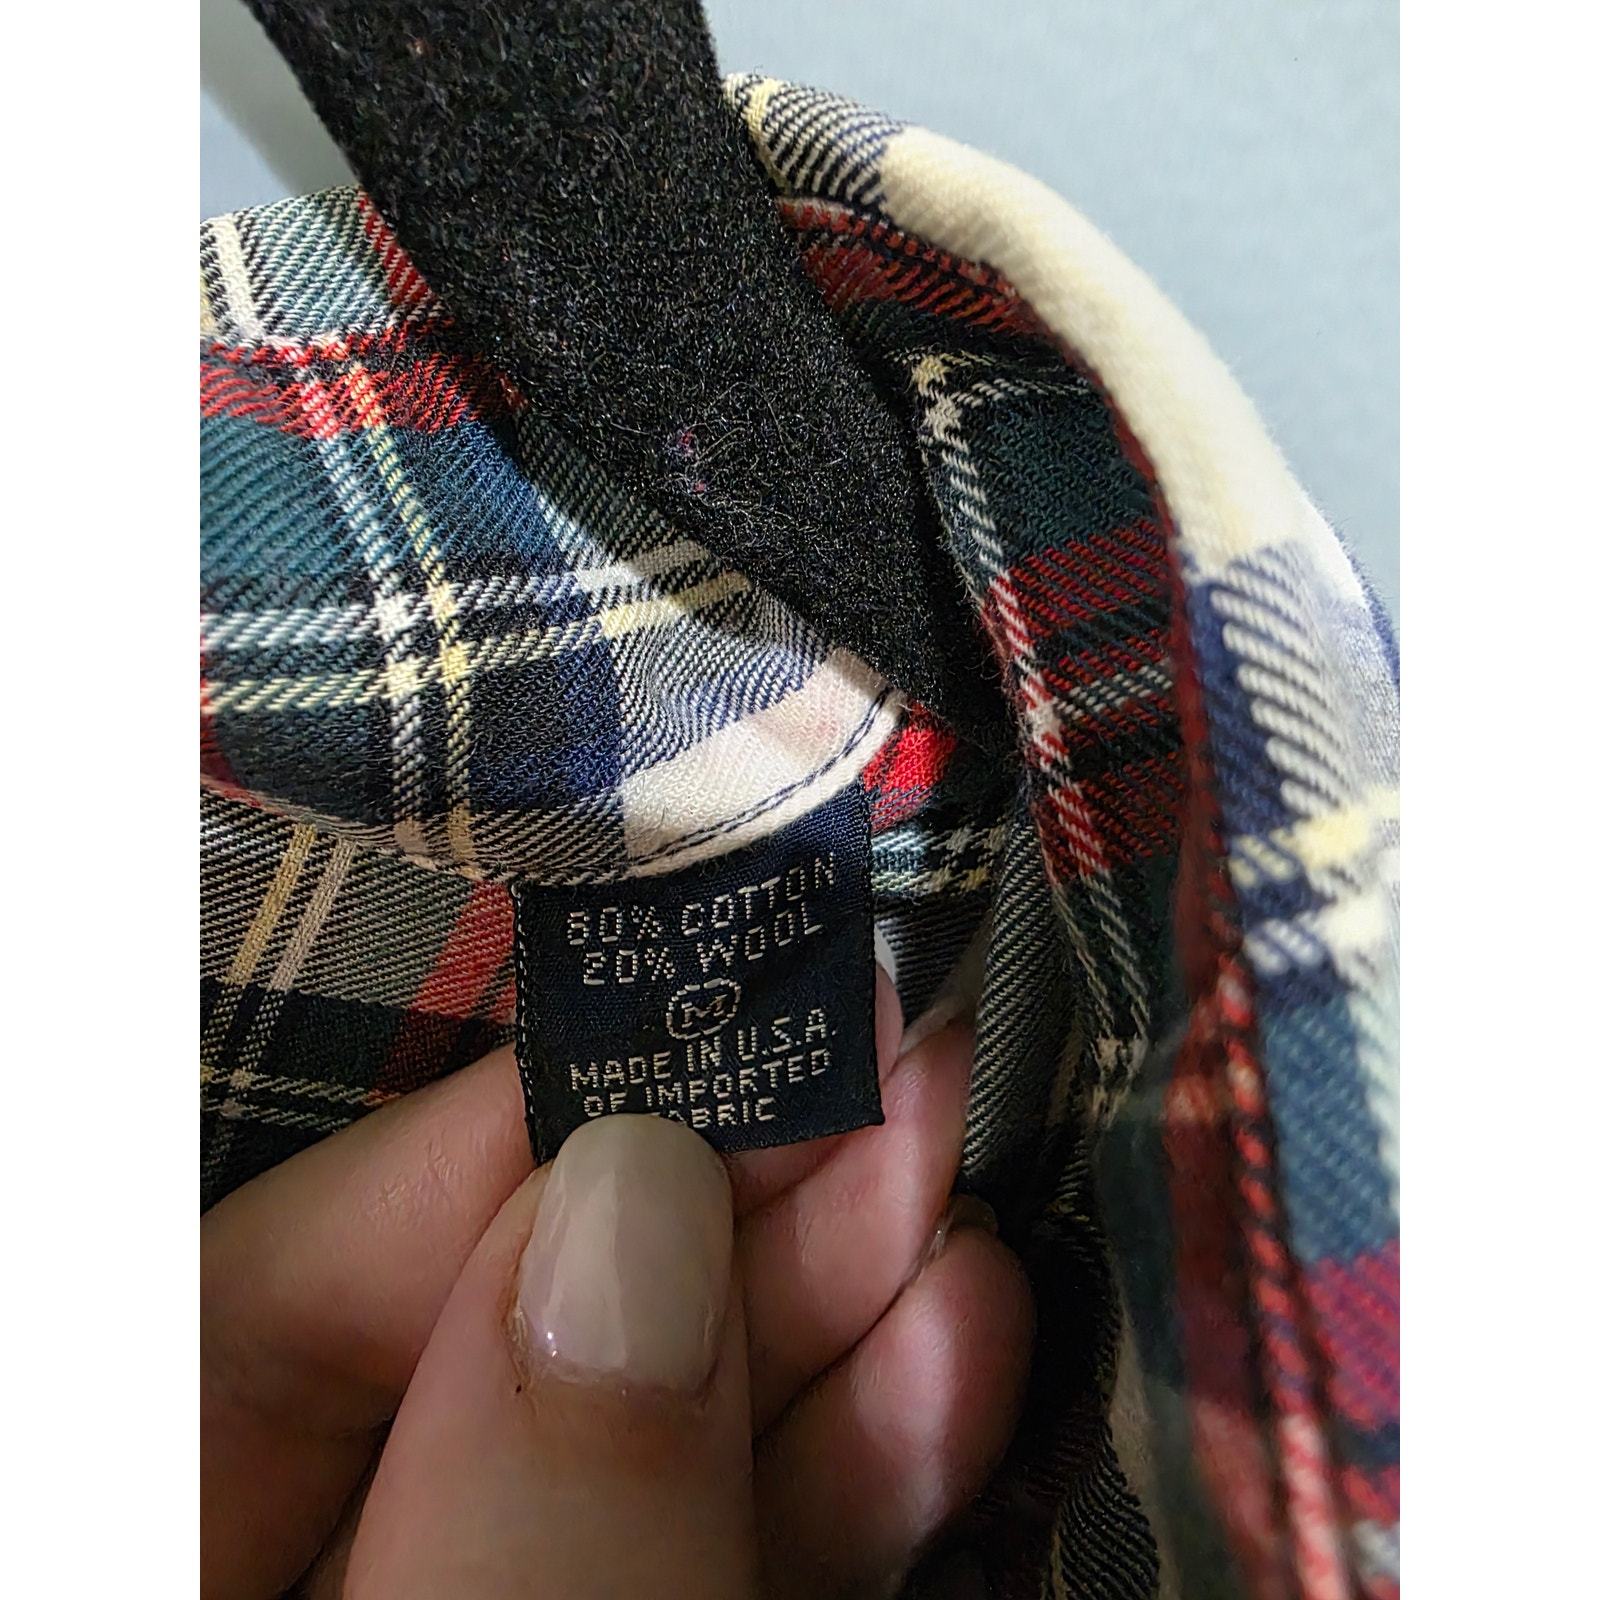 80% COTTON
20% WOOL
M
MADE IN U.S.A.
OF IMPORTED